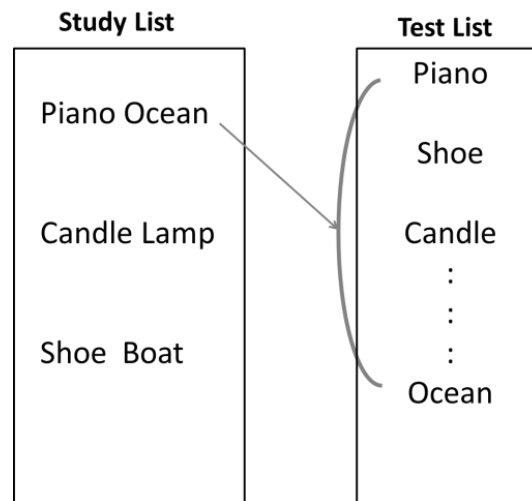 Study List
Piano Ocean
Candle Lamp
Shoe Boat
Test List
Piano
Shoe
Candle
:
:
:
Ocean